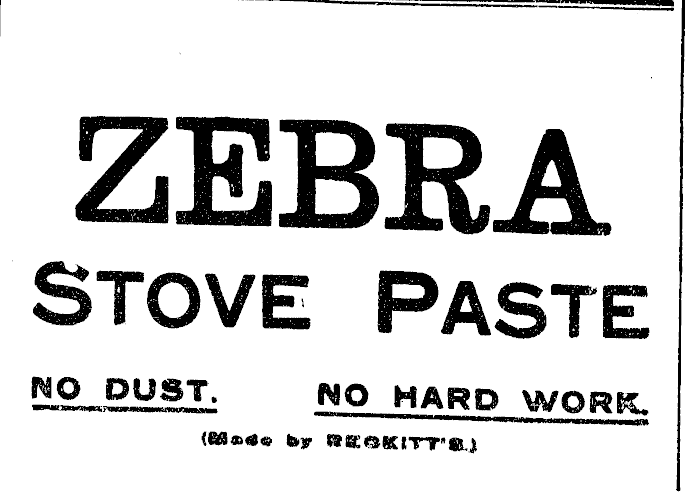 ZEBRA
STOVE PASTE
NO DUST. NO HARD WORK.
(Made by RECKITT'S.)